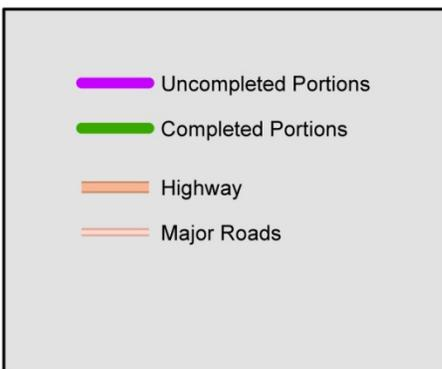 Uncompleted Portions
Completed Portions
Highway
Major Roads